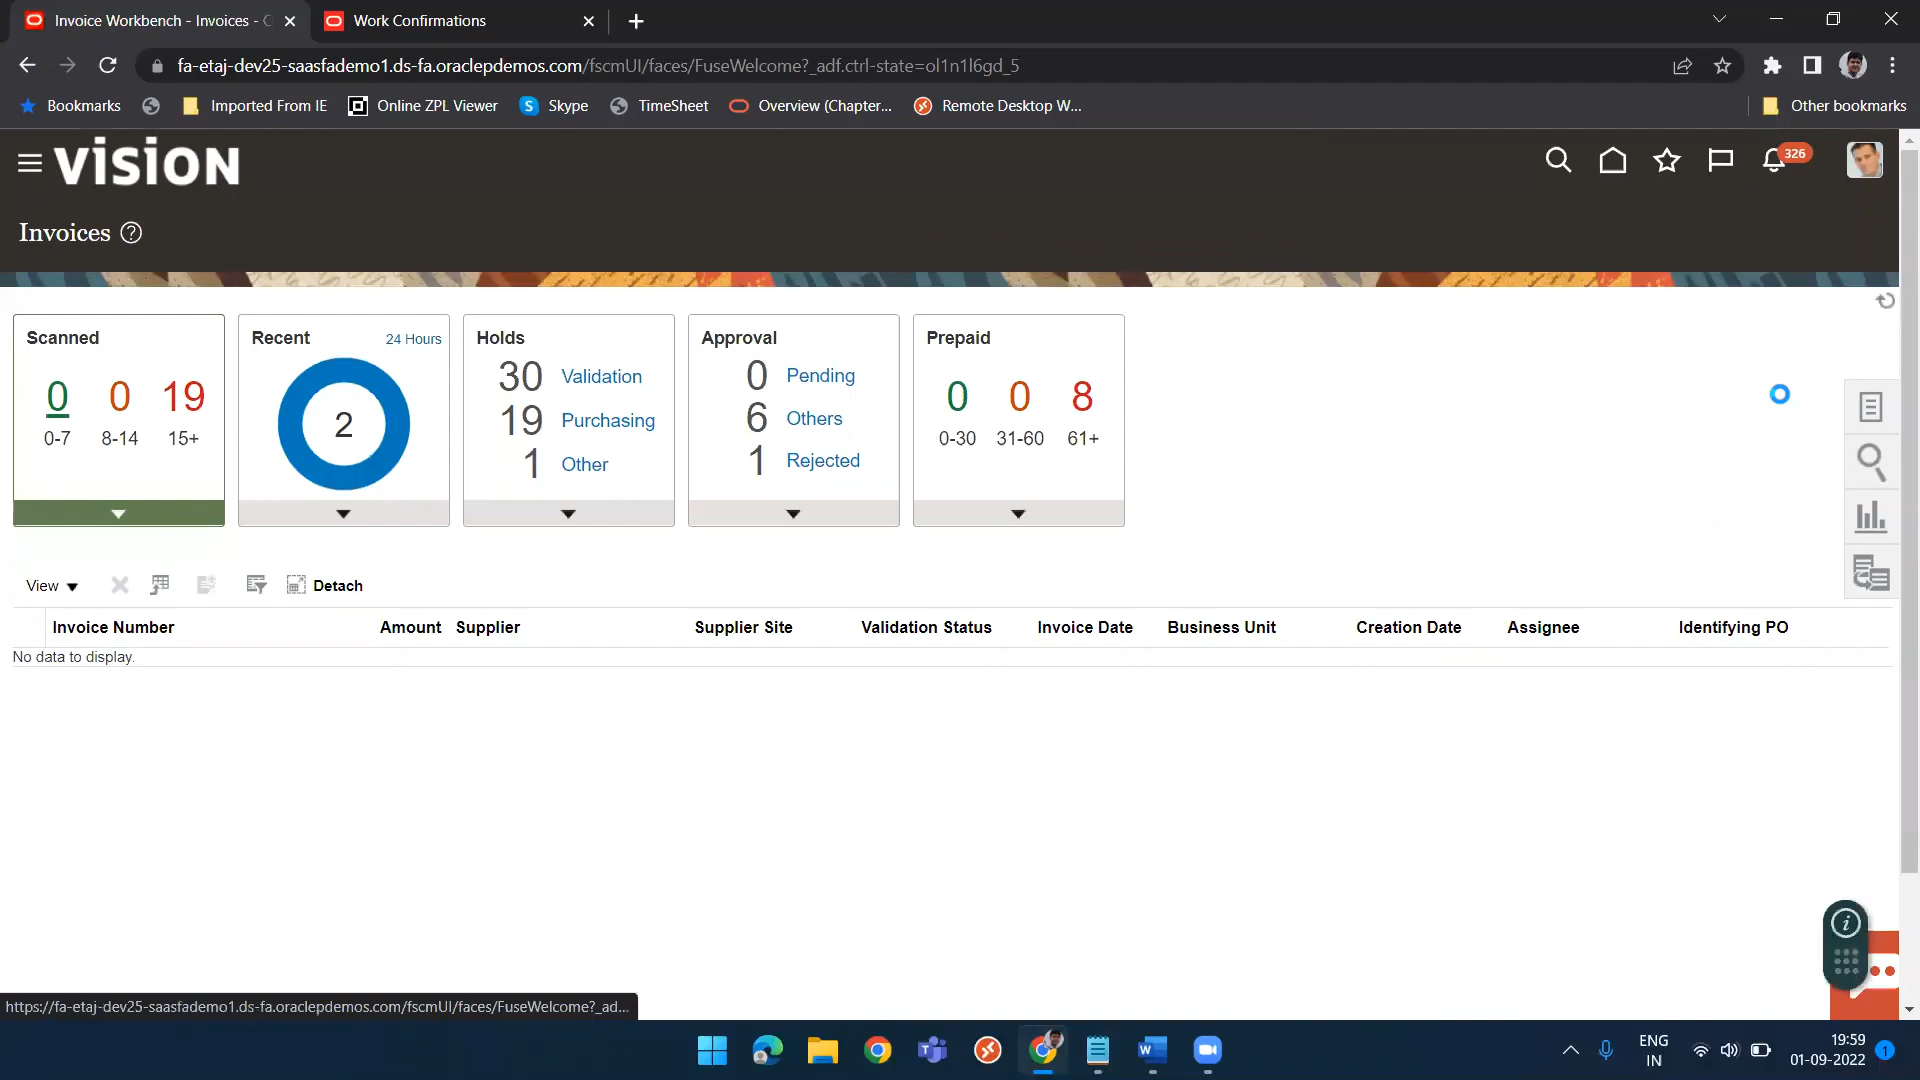 Invoice Workbench - Invoices - C
Work Confirmations
fa-etaj-dev25-saasfademo1.ds-fa.oraclepdemos.com/fscmUI/faces/FuseWelcome?_adf.ctrl-state=ol1n1l6gd_5
Bookmarks Imported From IE Online ZPL Viewer Skype TimeSheet Overview (Chapter... Remote Desktop W... Other bookmarks
vision
326
Invoices ?
Scanned
0 0 19
0-7 8-14 15+
Recent 24 Hours
2
Holds
30 Validation
19 Purchasing
1 Other
Approval
0 Pending
6 Others
1 Rejected
Prepaid
0 0 8
0-30 31-60 61+
View Detach
Invoice Number Amount Supplier Supplier Site Validation Status Invoice Date Business Unit Creation Date Assignee Identifying PO
No data to display.
https://fa-etaj-dev25-saasfademo1.ds-fa.oraclepdemos.com/fscmUI/faces/FuseWelcome?_ad...
ENG
IN
19:59
01-09-2022
1